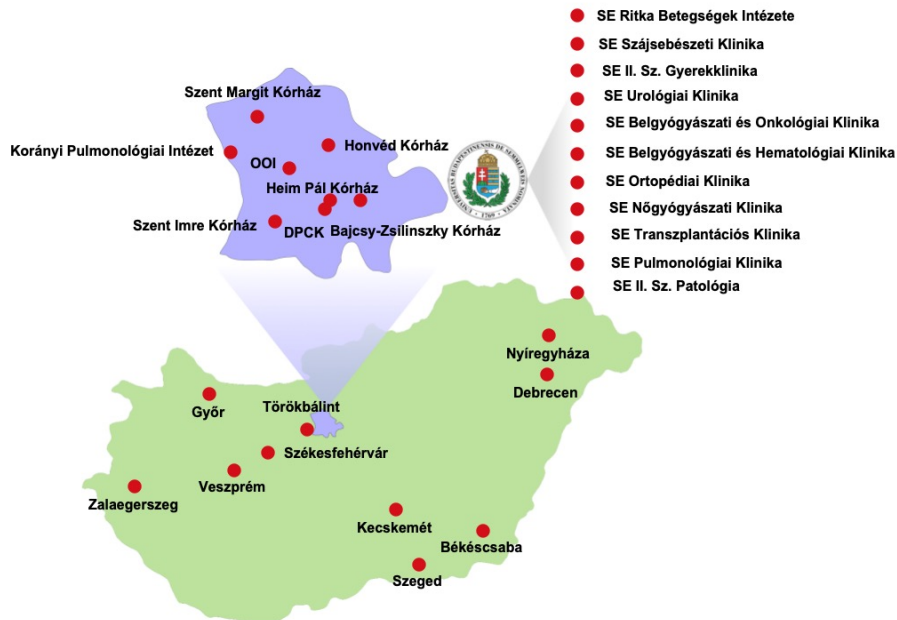 SE Ritka Betegségek Intézete
SE Szájsebészeti Klinika
SE II. Sz. Gyerekklinika
SE Urológiai Klinika
SE Belgyógyászati és Onkológiai Klinika
SE Belgyógyászati és Hematológiai Klinika
SE Ortopédiai Klinika
SE Nőgyógyászati Klinika
SE Transzplantációs Klinika
SE Pulmonológiai Klinika
SE II. Sz. Patológia
Szent Margit Kórház
Honvéd Kórház
Korányi Pulmonológiai Intézet
OOI
Heim Pál Kórház
Szent Imre Kórház
DPCK
Bajcsy-Zsilinszky Kórház
1769
Nyíregyháza
Debrecen
Győr
Törökbálint
Székesfehérvár
Veszprém
Zalaegerszeg
Kecskemét
Békéscsaba
Szeged